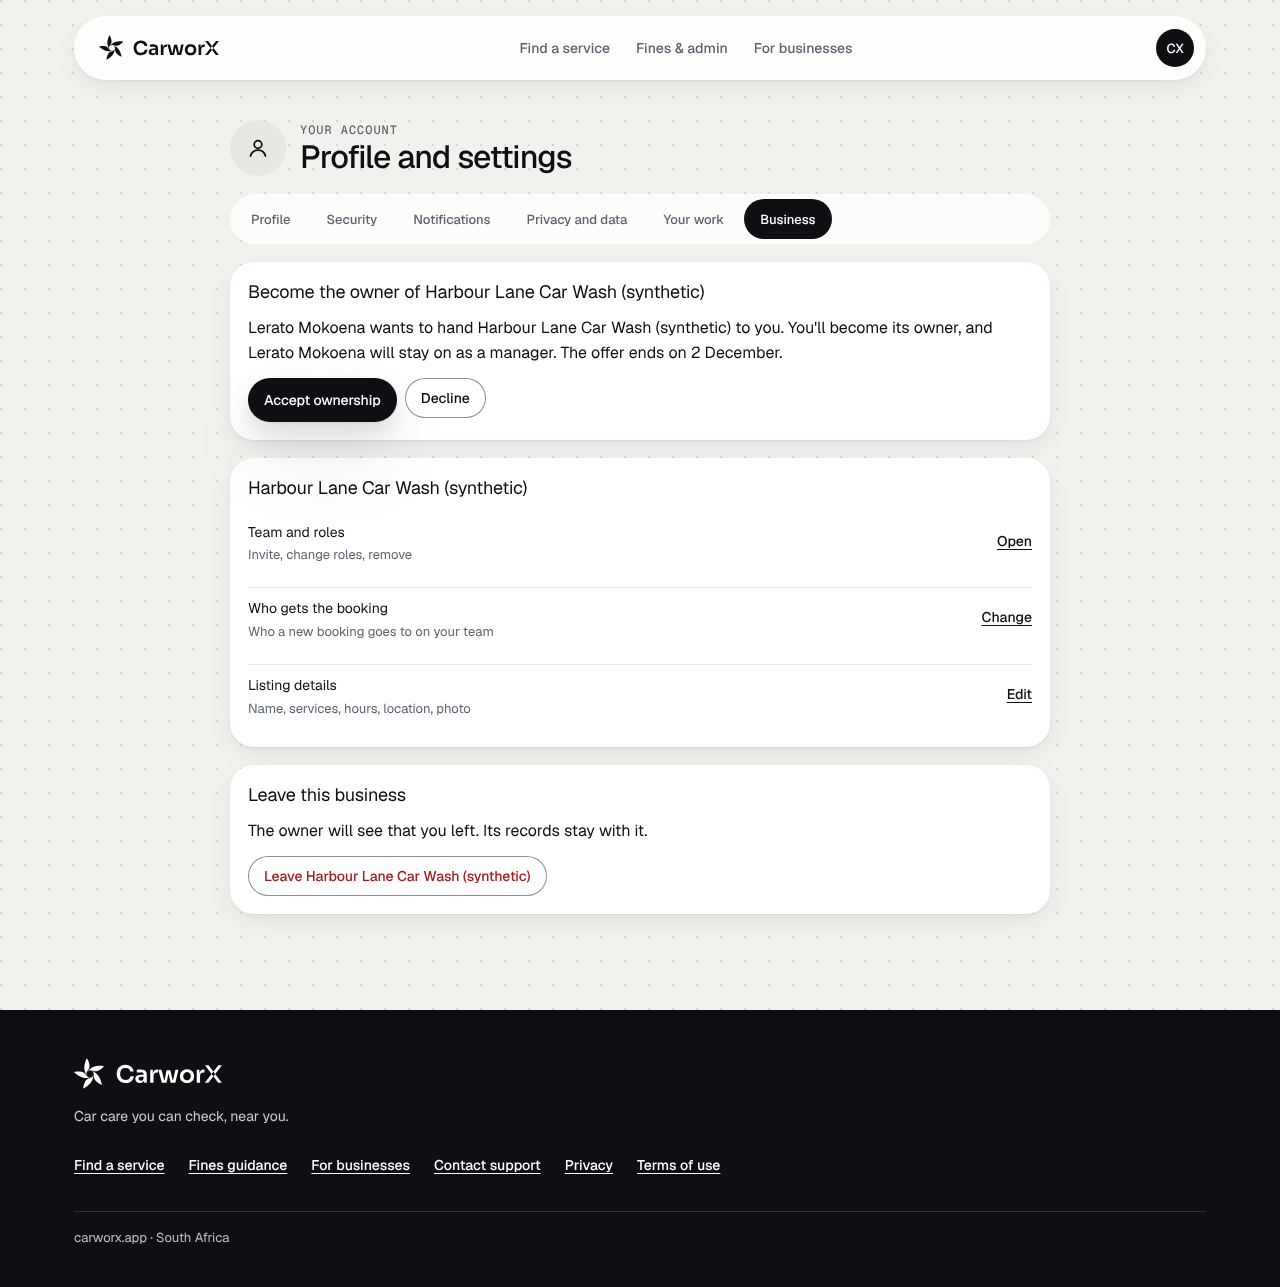 CarworX
Find a service
Fines & admin
For businesses
CX
YOUR ACCOUNT
Profile and settings
Profile
Security
Notifications
Privacy and data
Your work
Business
Become the owner of Harbour Lane Car Wash (synthetic)
Lerato Mokoena wants to hand Harbour Lane Car Wash (synthetic) to you. You'll become its owner, and
Lerato Mokoena will stay on as a manager. The offer ends on 2 December.
Accept ownership
Decline
Harbour Lane Car Wash (synthetic)
Team and roles
Invite, change roles, remove
Open
Who gets the booking
Who a new booking goes to on your team
Change
Listing details
Name, services, hours, location, photo
Edit
Leave this business
The owner will see that you left. Its records stay with it.
Leave Harbour Lane Car Wash (synthetic)
CarworX
Car care you can check, near you.
Find a service
Fines guidance
For businesses
Contact support
Privacy
Terms of use
carworx.app · South Africa